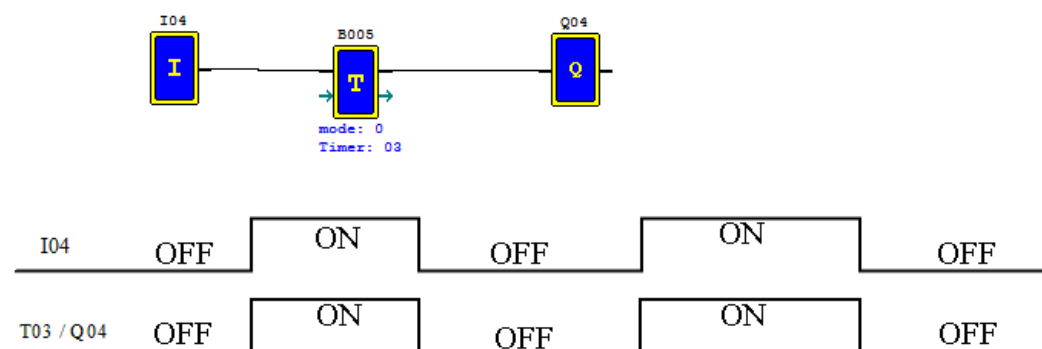 I04
B005
Q04
I
T
Q
mode: 0
Timer: 03
I04 OFF ON OFF ON OFF
T03 / Q04 OFF ON OFF ON OFF